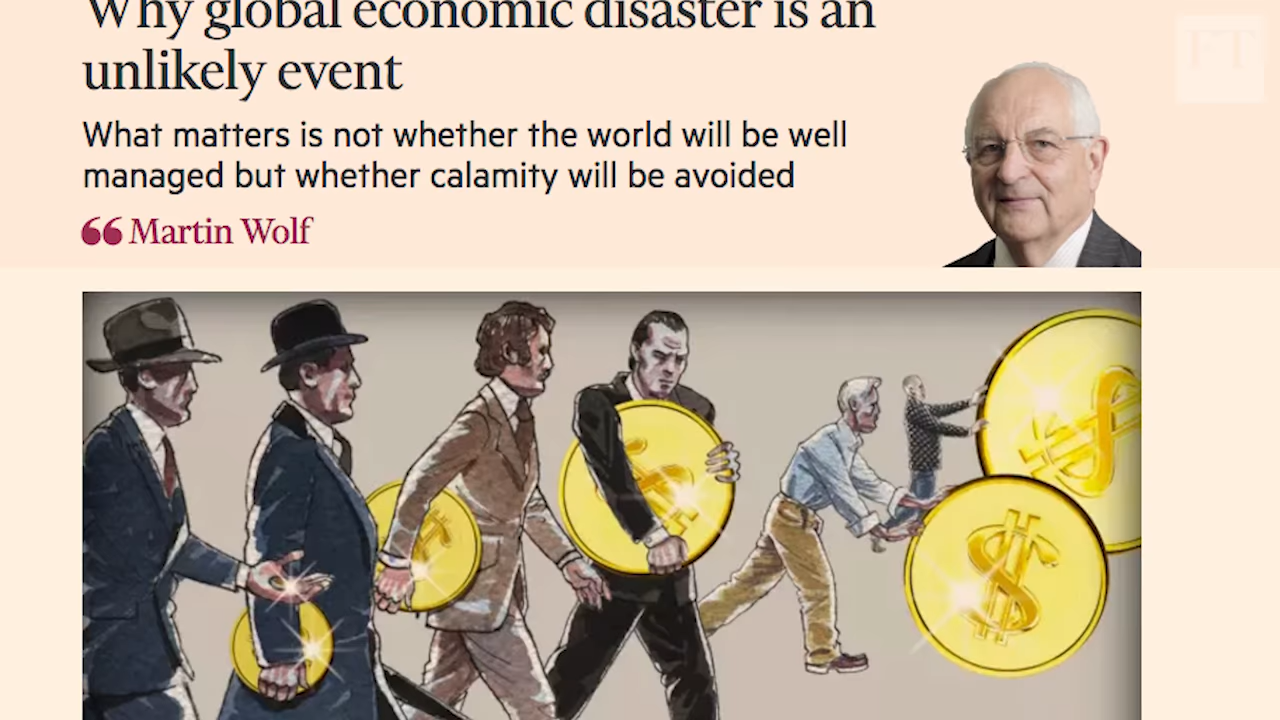 Why global economic disaster is an
unlikely event
What matters is not whether the world will be well
managed but whether calamity will be avoided
Martin Wolf
FT